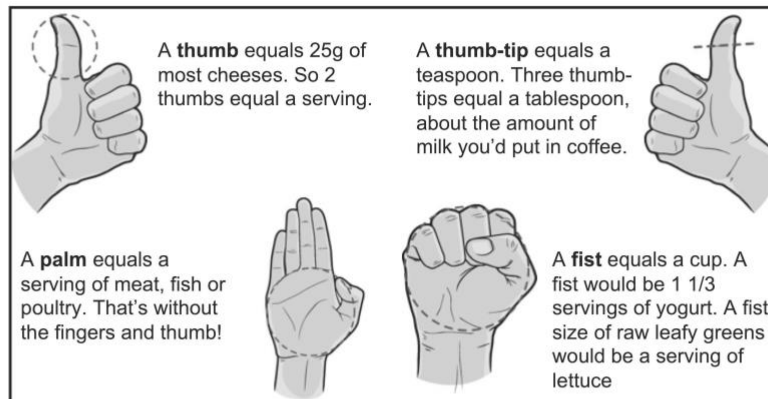 A thumb equals 25g of
most cheeses. So 2
thumbs equal a serving.
A thumb-tip equals a
teaspoon. Three thumb-
tips equal a tablespoon,
about the amount of
milk you'd put in coffee.
A palm equals a
serving of meat, fish or
poultry. That's without
the fingers and thumb!
A fist equals a cup. A
fist would be 1 1/3
servings of yogurt. A fist
size of raw leafy greens
would be a serving of
lettuce